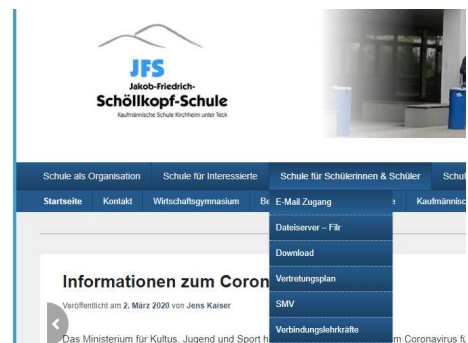 JFS
Jakob-Friedrich-
Schöllkopf-Schule
Kaufmännische Schule Kirchheim unter Teck
Schule als Organisation Schule für Interessierte Schule für Schülerinnen & Schüler
Startseite Kontakt Wirtschaftsgymnasium
E-Mail Zugang
Dateiserver – Filr
Download
Vertretungsplan
SMV
Verbindungslehrkräfte
Informationen zum
Veröffentlicht am 2. März 2020 von Jens Kaiser
Das Ministerium für Kultus, Jugend und Sport Coronavirus